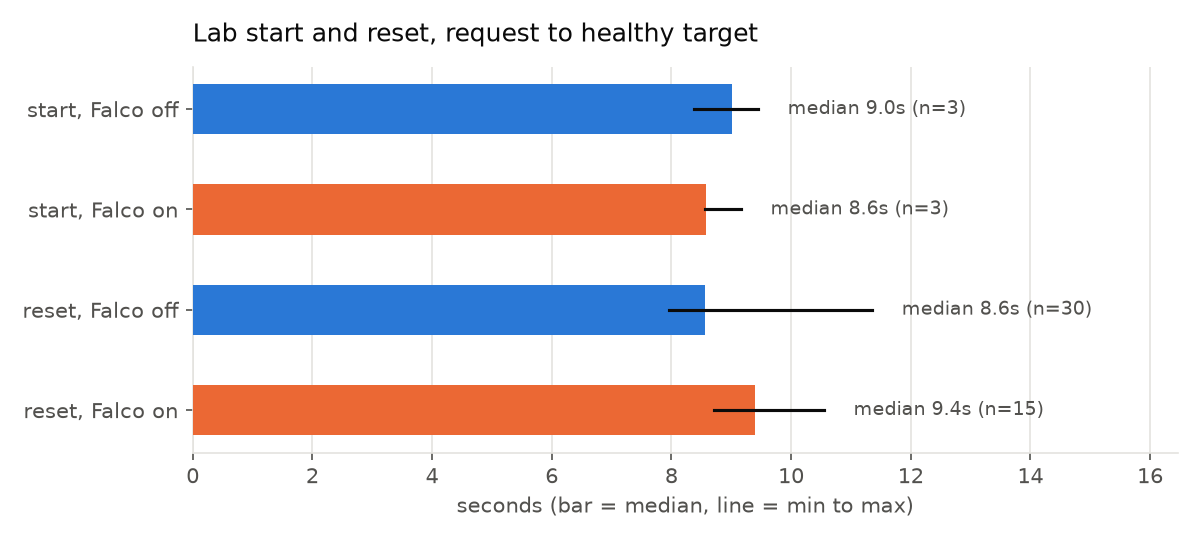 Lab start and reset, request to healthy target
start, Falco off
median 9.0s (n=3)
start, Falco on
median 8.6s (n=3)
reset, Falco off
median 8.6s (n=30)
reset, Falco on
median 9.4s (n=15)
0 2 4 6 8 10 12 14 16
seconds (bar = median, line = min to max)